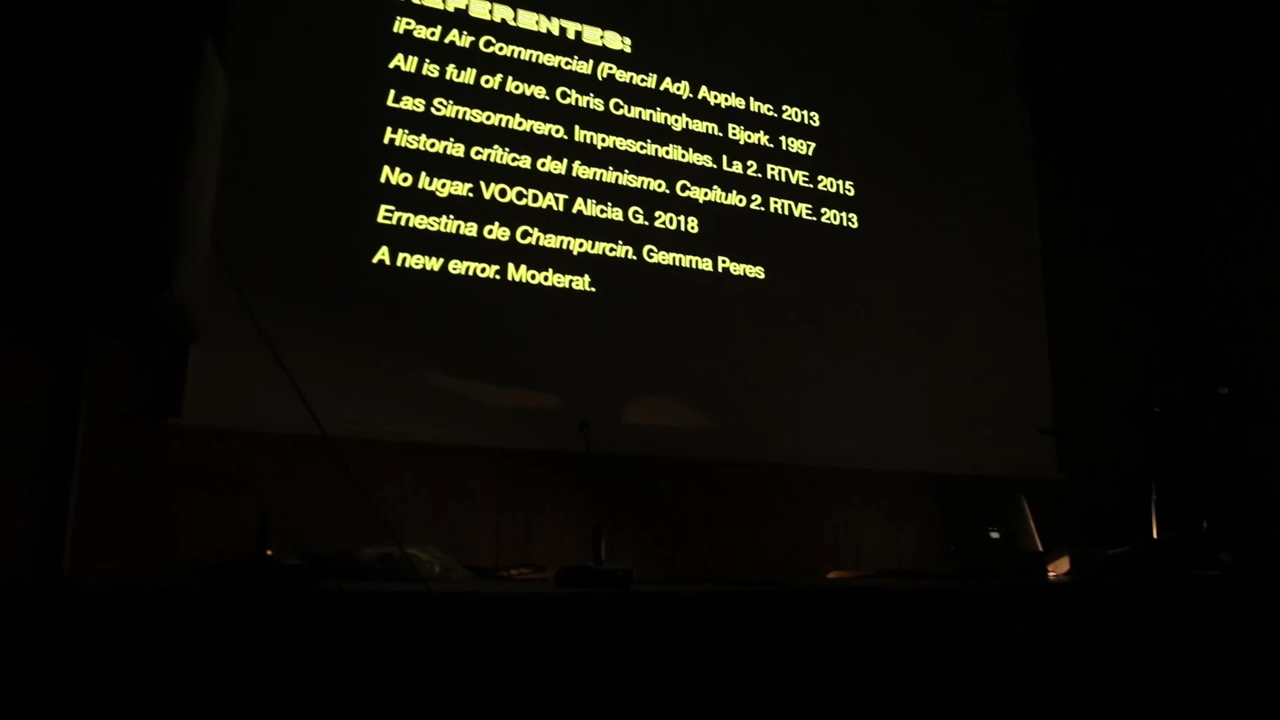 REFERENTES:
iPad Air Commercial (Pencil Ad). Apple Inc. 2013
All is full of love. Chris Cunningham. Bjork. 1997
Las Simsombrero. Imprescindibles. La 2. RTVE. 2015
Historia crítica del feminismo. Capítulo 2. RTVE. 2013
No lugar. VOCDAT Alicia G. 2018
Ernestina de Champurcin. Gemma Peres
A new error. Moderat.